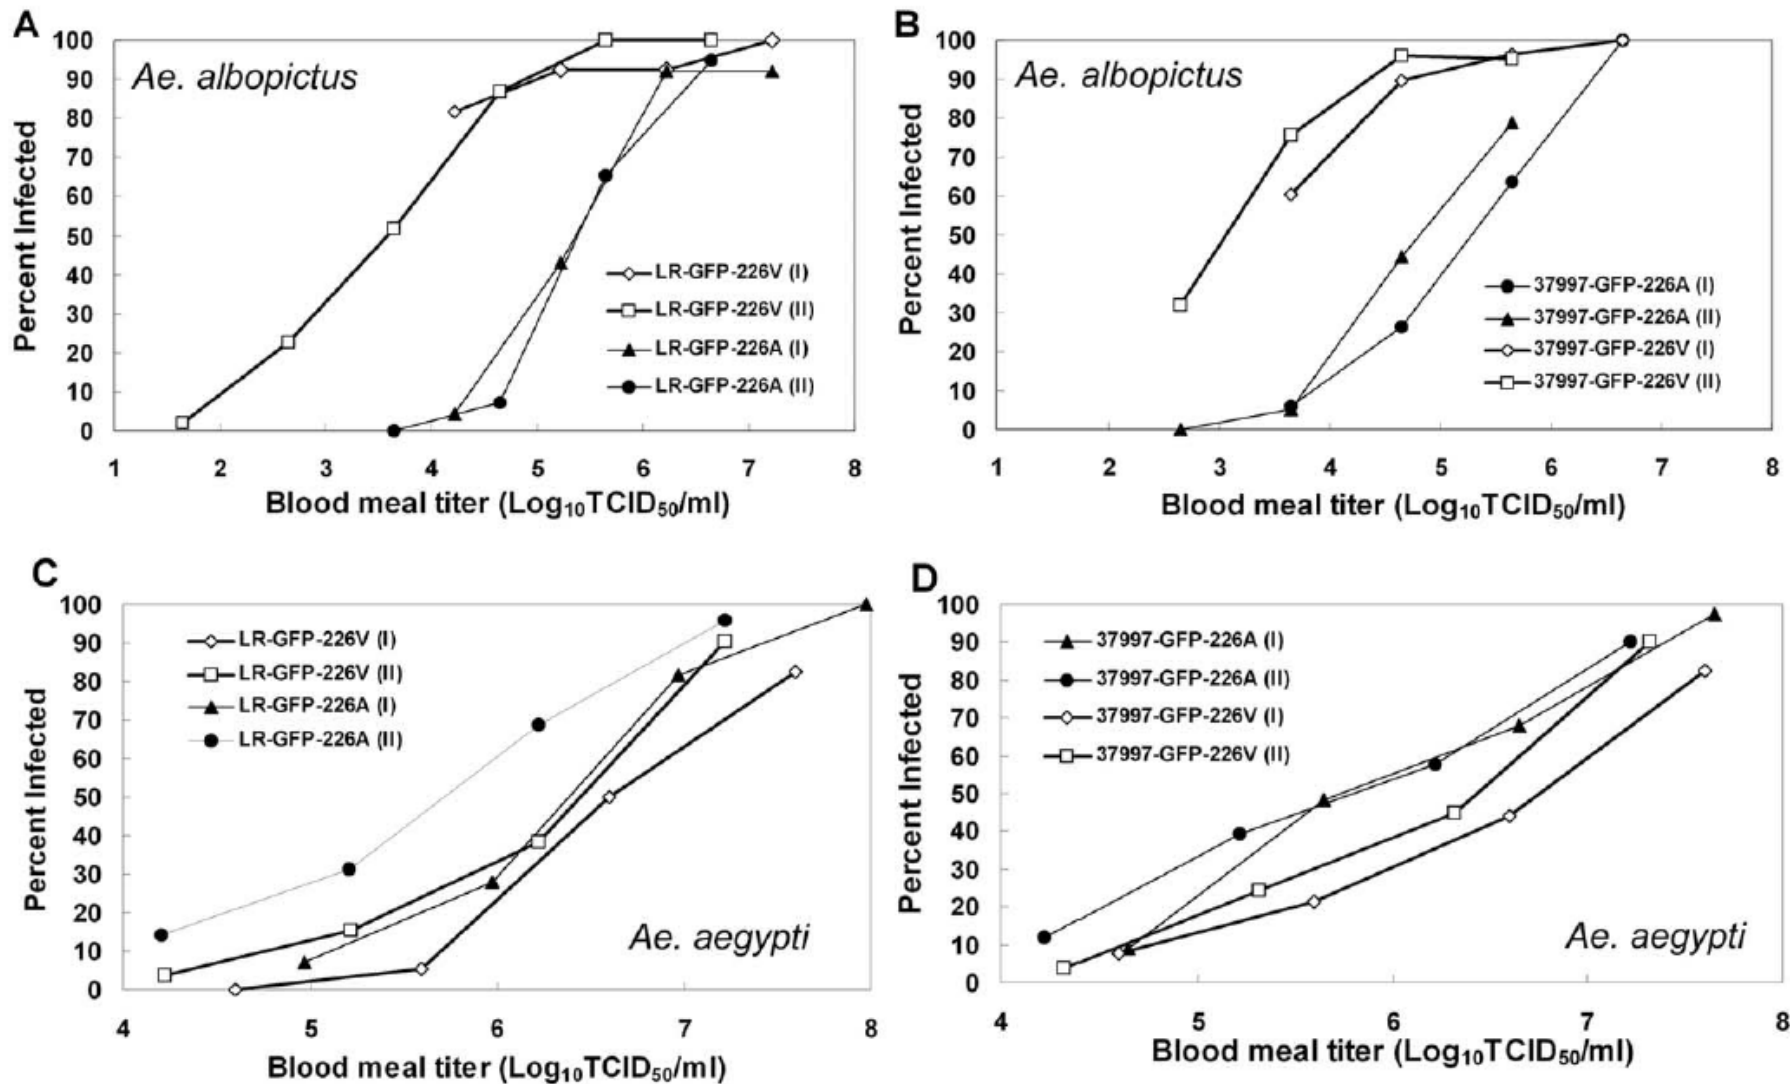 A
Ae. albopictus
Percent Infected
100
90
80
70
60
50
40
30
20
10
0
1 2 3 4 5 6 7 8
Blood meal titer (Log₁₀TCID₅₀/ml)
LR-GFP-226V (I)
LR-GFP-226V (II)
LR-GFP-226A (I)
LR-GFP-226A (II)
B
Ae. albopictus
Percent Infected
100
90
80
70
60
50
40
30
20
10
0
1 2 3 4 5 6 7 8
Blood meal titer (Log₁₀TCID₅₀/ml)
37997-GFP-226A (I)
37997-GFP-226A (II)
37997-GFP-226V (I)
37997-GFP-226V (II)
C
Percent Infected
100
90
80
70
60
50
40
30
20
10
0
LR-GFP-226V (I)
LR-GFP-226V (II)
LR-GFP-226A (I)
LR-GFP-226A (II)
Ae. aegypti
4 5 6 7 8
Blood meal titer (Log₁₀TCID₅₀/ml)
D
Percent Infected
100
90
80
70
60
50
40
30
20
10
0
37997-GFP-226A (I)
37997-GFP-226A (II)
37997-GFP-226V (I)
37997-GFP-226V (II)
Ae. aegypti
4 5 6 7 8
Blood meal titer (Log₁₀TCID₅₀/ml)